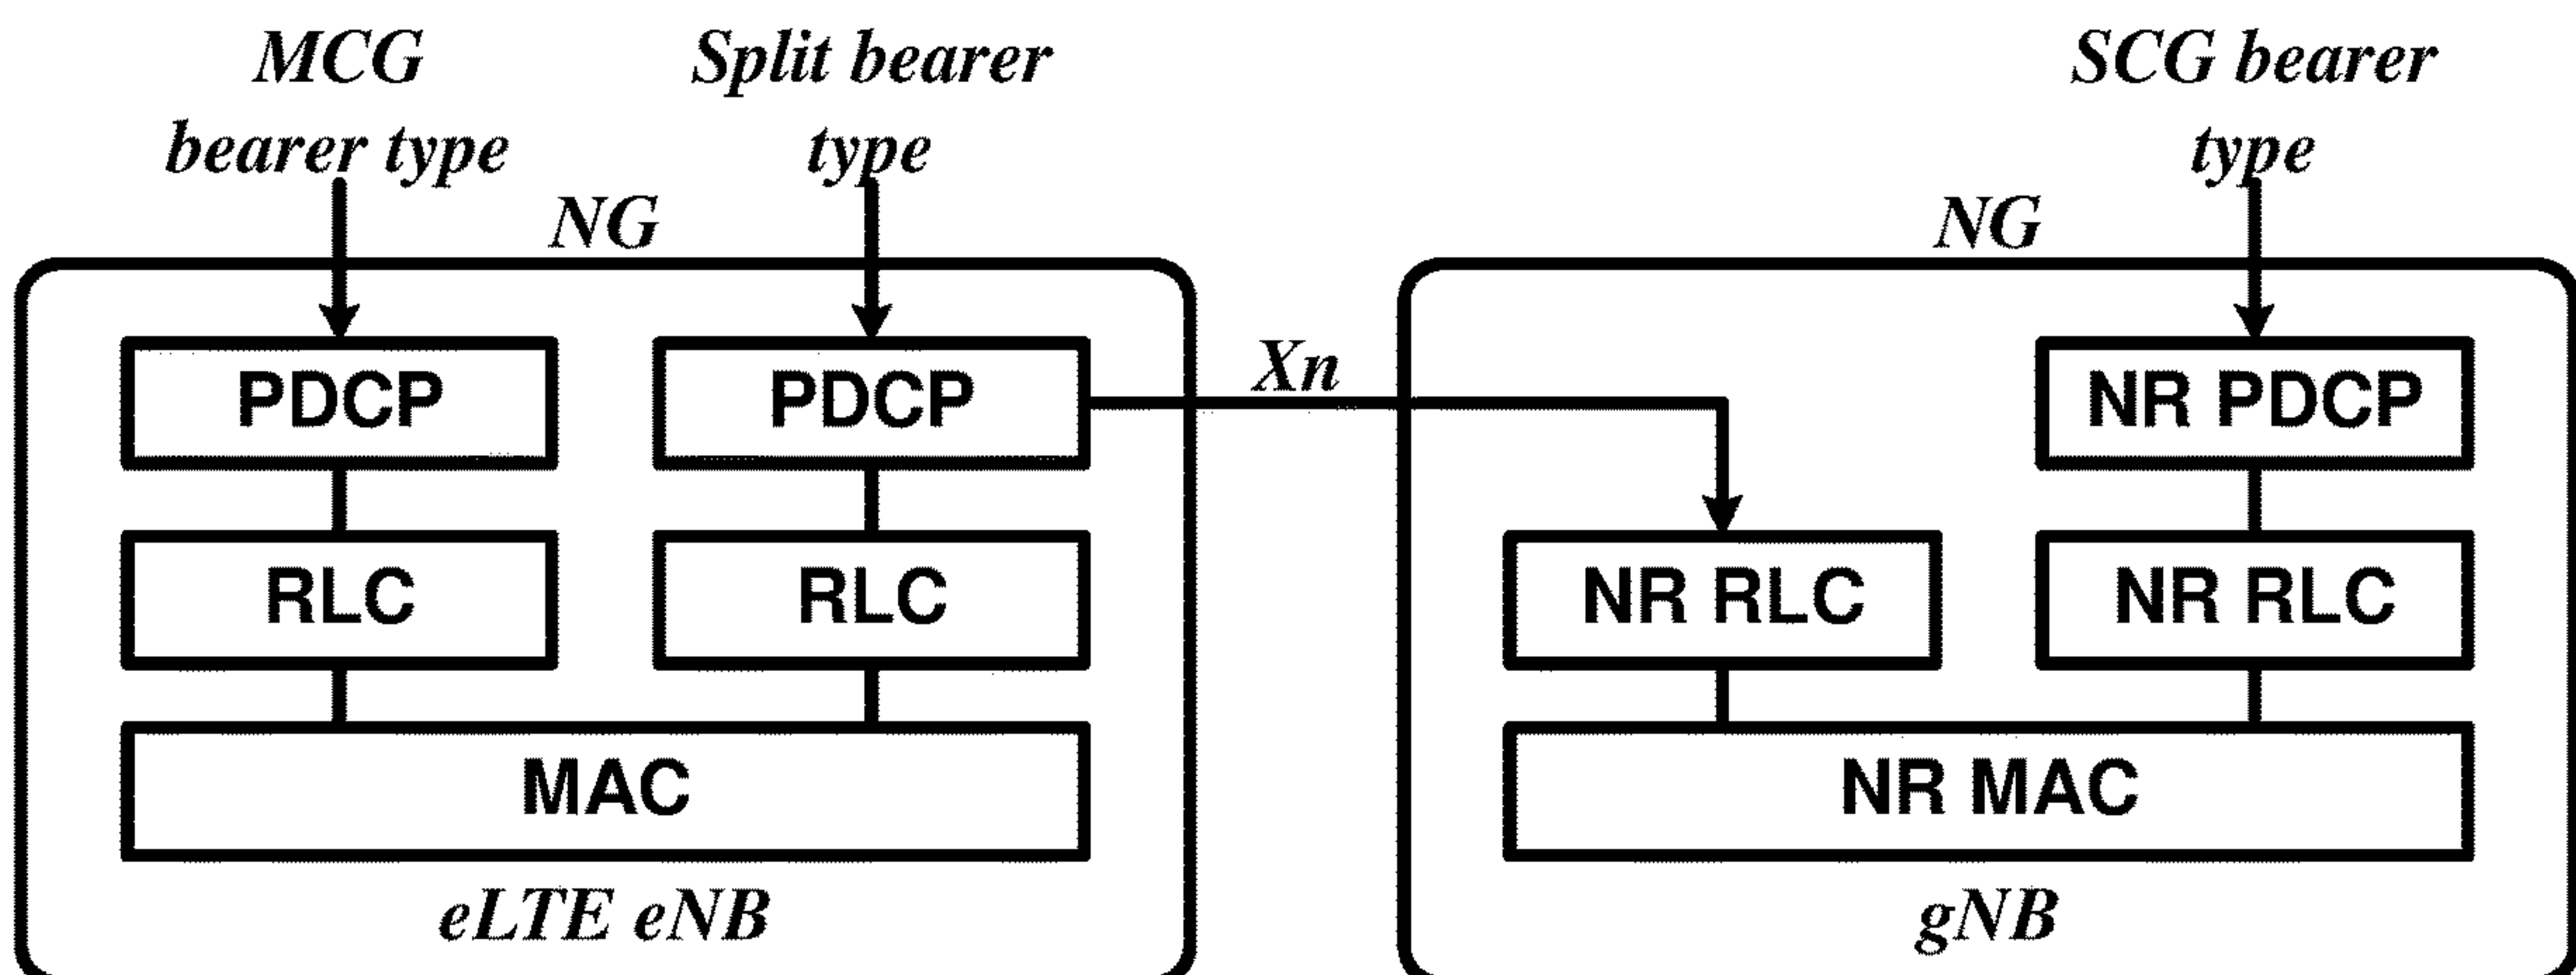 MCG
bearer type
Split bearer
type
SCG bearer
type
NG
NG
Xn
PDCP
PDCP
NR PDCP
RLC
RLC
NR RLC
NR RLC
MAC
NR MAC
eLTE eNB
gNB